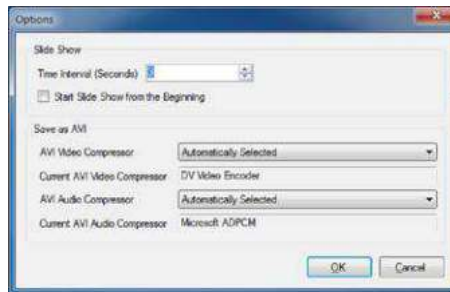 Options
Slide Show
Time Interval (Seconds)
Start Slide Show from the Beginning
Save as AVI
AVI Video Compressor Automatically Selected
Current AVI Video Compressor DV Video Encoder
AVI Audio Compressor Automatically Selected
Current AVI Audio Compressor Microsoft ADPCM
OK Cancel